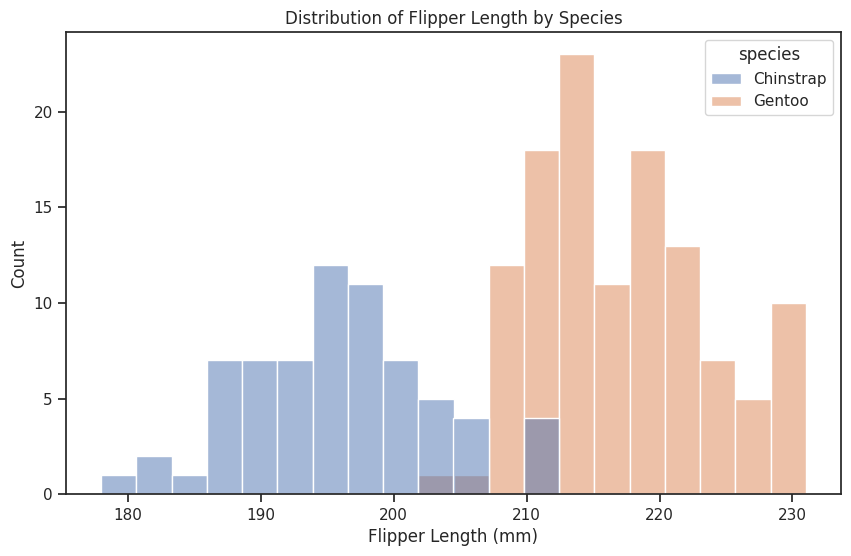 Distribution of Flipper Length by Species
species
Chinstrap
Gentoo
Count
20
15
10
5
0
180 190 200 210 220 230
Flipper Length (mm)